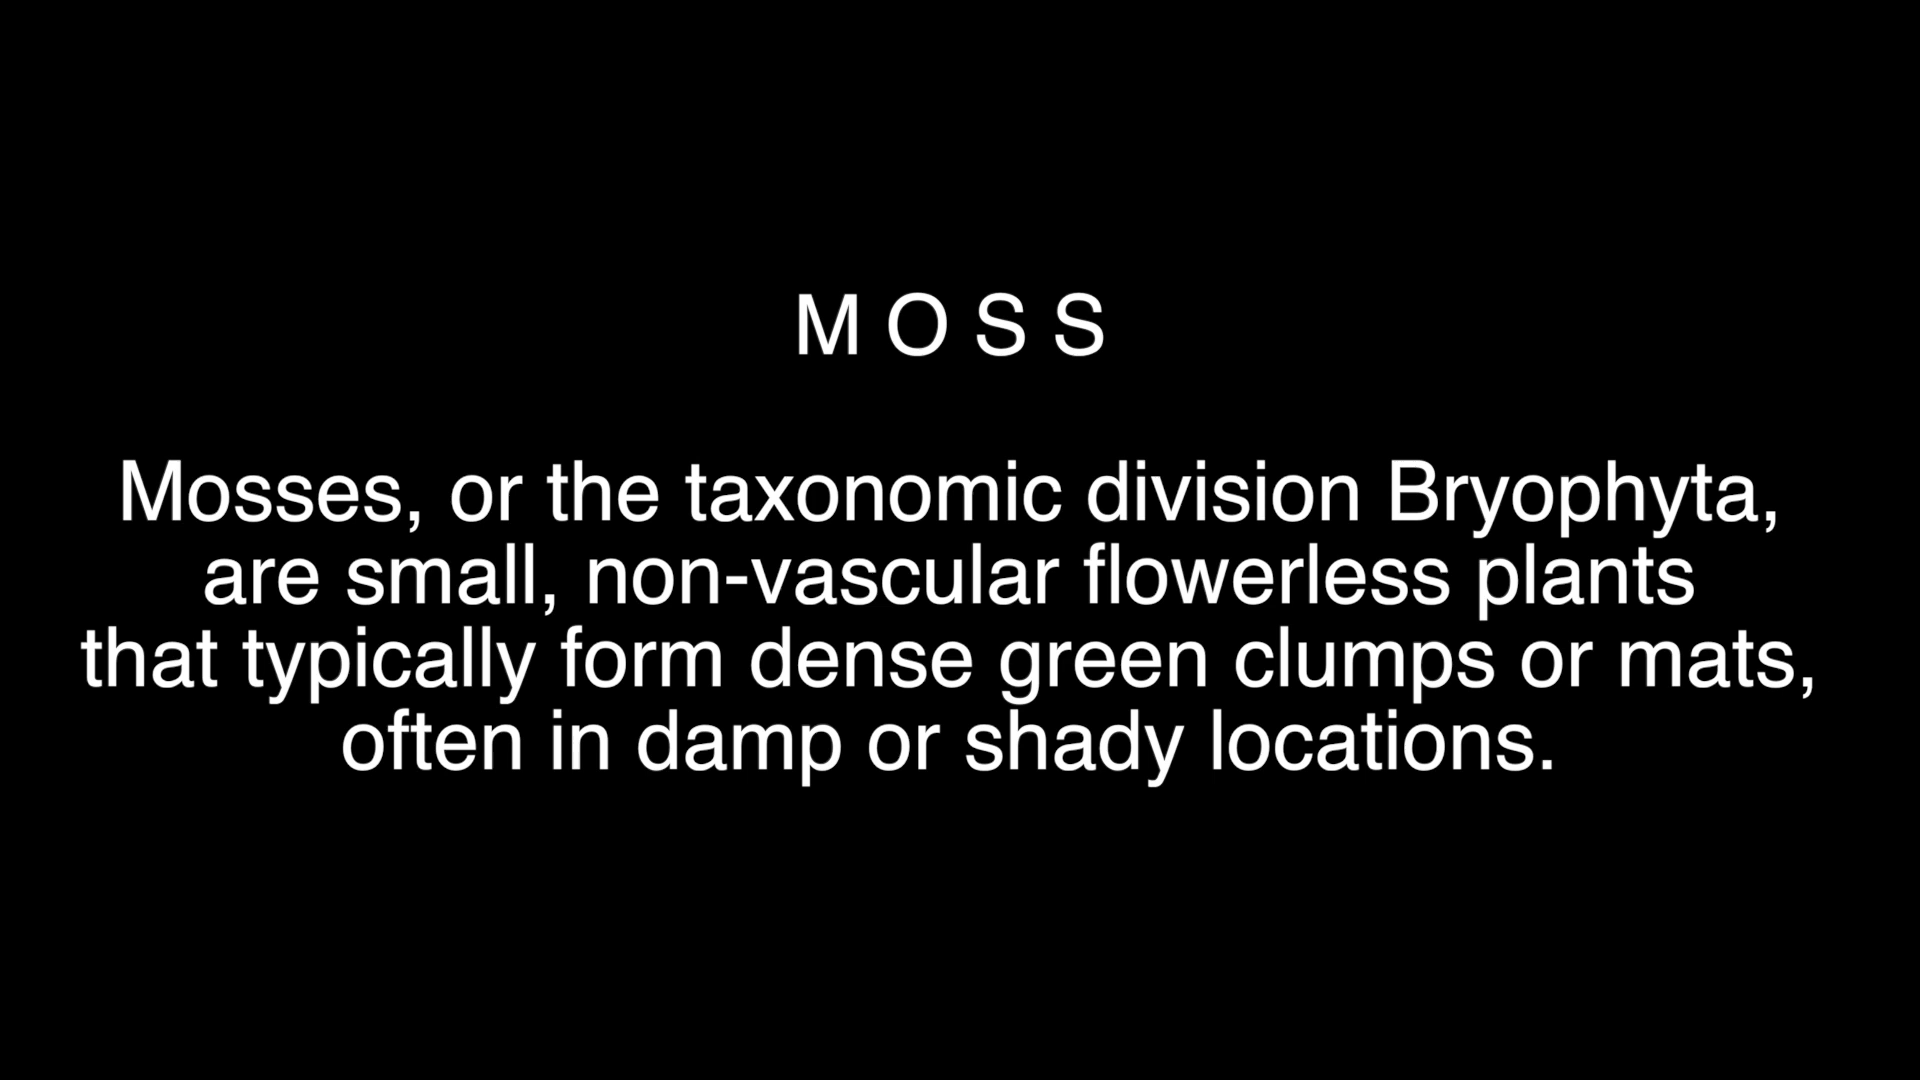 M O S S
Mosses, or the taxonomic division Bryophyta,
are small, non-vascular flowerless plants
that typically form dense green clumps or mats,
often in damp or shady locations.